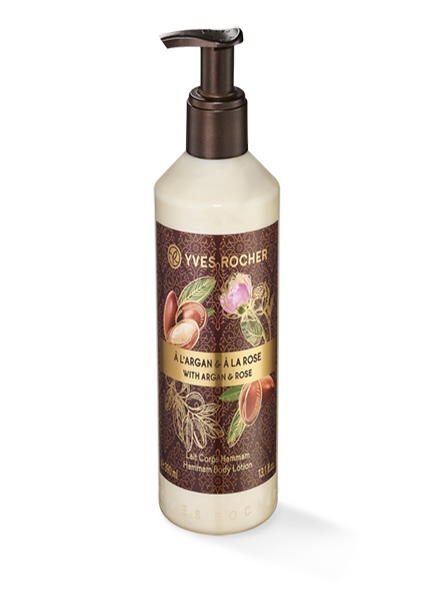 YVES ROCHER
À L'ARGAN & À LA ROSE
WITH ARGAN & ROSE
Lait Corps Hammam
Hammam Body Lotion